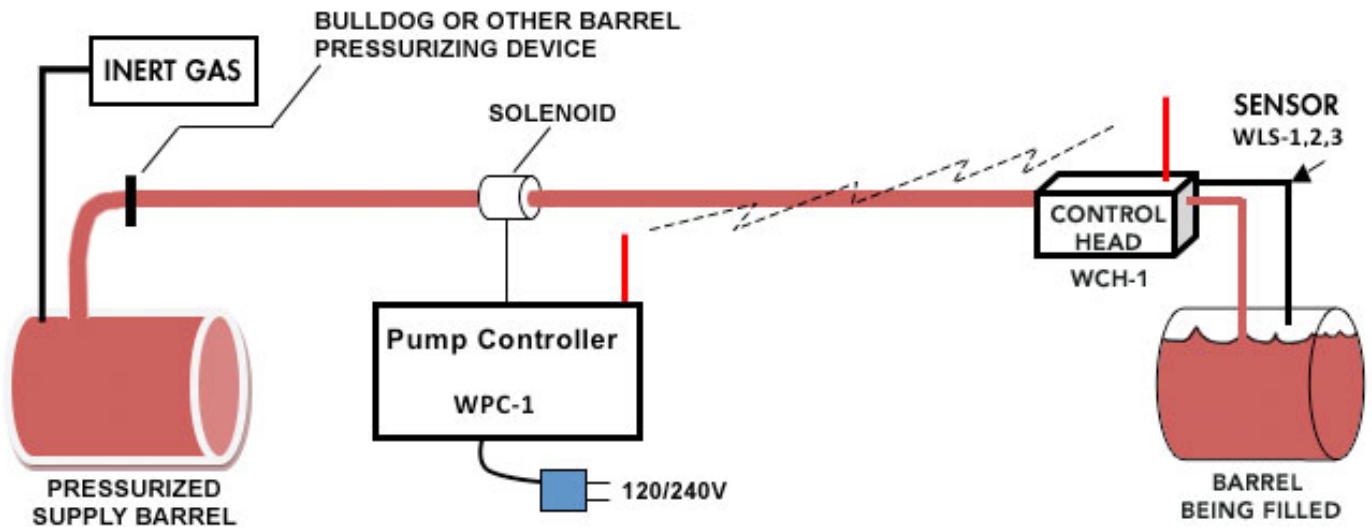 BULLDOG OR OTHER BARREL
PRESSURIZING DEVICE
INERT GAS
SOLENOID
SENSOR
WLS-1,2,3
CONTROL
HEAD
WCH-1
Pump Controller
WPC-1
120/240V
PRESSURIZED
SUPPLY BARREL
BARREL
BEING FILLED